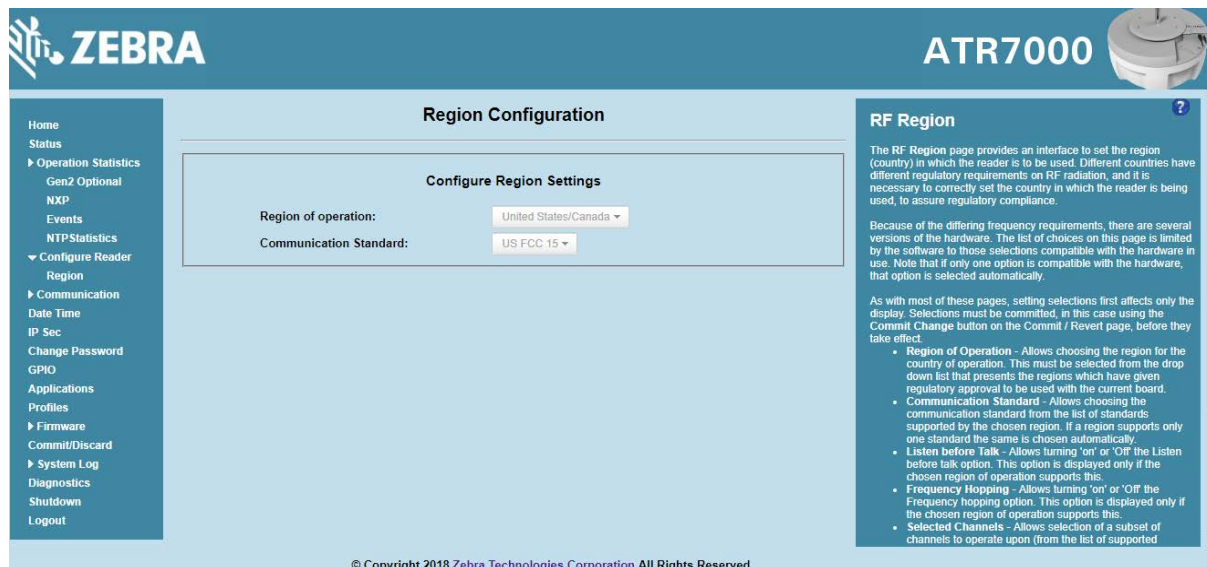 ZEBRA
ATR7000
Home
Status
Operation Statistics
Gen2 Optional
NXP
Events
NTPStatistics
Configure Reader
Region
Communication
Date Time
IP Sec
Change Password
GPIO
Applications
Profiles
Firmware
Commit/Discard
System Log
Diagnostics
Shutdown
Logout
Region Configuration
Configure Region Settings
Region of operation: United States/Canada
Communication Standard: US FCC 15
?
RF Region
The RF Region page provides an interface to set the region
(country) in which the reader is to be used. Different countries have
different regulatory requirements on RF radiation, and it is
necessary to correctly set the country in which the reader is being
used, to assure regulatory compliance.
Because of the differing frequency requirements, there are several
versions of the hardware. The list of choices on this page is limited
by the software to those selections compatible with the hardware in
use. Note that if only one option is compatible with the hardware,
that option is selected automatically.
As with most of these pages, setting selections first affects only the
display. Selections must be committed, in this case using the
Commit Change button on the Commit / Revert page, before they
take effect.
• Region of Operation - Allows choosing the region for the
country of operation. This must be selected from the drop
down list that presents the regions which have given
regulatory approval to be used with the current board.
• Communication Standard - Allows choosing the
communication standard from the list of standards
supported by the chosen region. If a region supports only
one standard the same is chosen automatically.
• Listen before Talk - Allows turning 'on' or 'Off' the Listen
before talk option. This option is displayed only if the
chosen region of operation supports this.
• Frequency Hopping - Allows turning 'on' or 'Off' the
Frequency hopping option. This option is displayed only if
the chosen region of operation supports this.
• Selected Channels - Allows selection of a subset of
channels to operate upon (from the list of supported
© Copyright 2018 Zebra Technologies Corporation All Rights Reserved